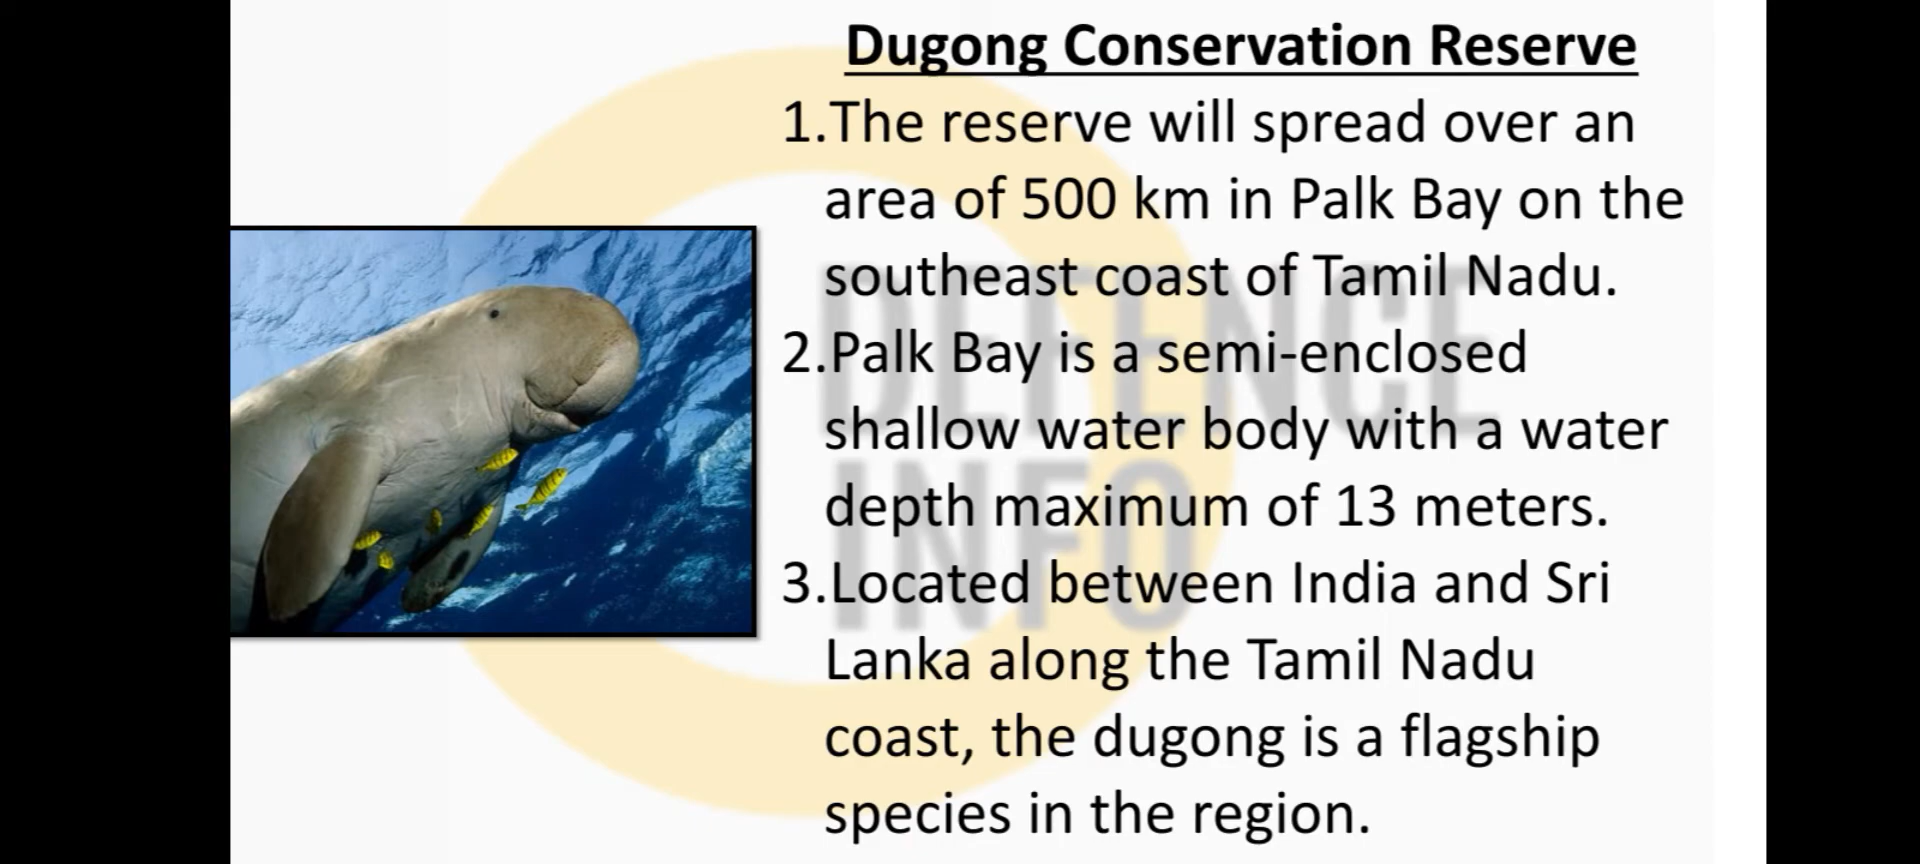 Dugong Conservation Reserve
1.The reserve will spread over an
area of 500 km in Palk Bay on the
southeast coast of Tamil Nadu.
2.Palk Bay is a semi-enclosed
shallow water body with a water
depth maximum of 13 meters.
3.Located between India and Sri
Lanka along the Tamil Nadu
coast, the dugong is a flagship
species in the region.
DEFENCE
INFO